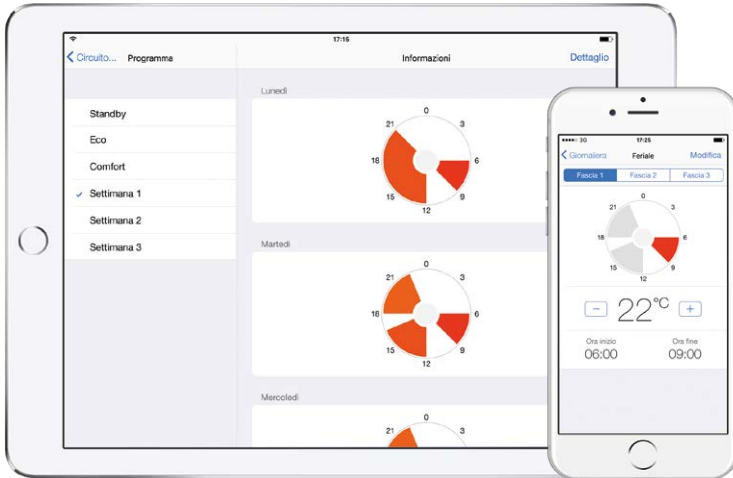 17:15
Circuito... Programma Informazioni Dettaglio
Standby
Eco
Comfort
Settimana 1
Settimana 2
Settimana 3
Lunedì
0
21 3
18 6
15 9
12
Martedì
0
21 3
18 6
15 9
12
Mercoledì
0
21 3
3G 17:25
Giornaliera Feriale Modifica
Fascia 1 Fascia 2 Fascia 3
0
21 3
18 6
15 9
12
− 22°C +
Ora inizio Ora fine
06:00 09:00